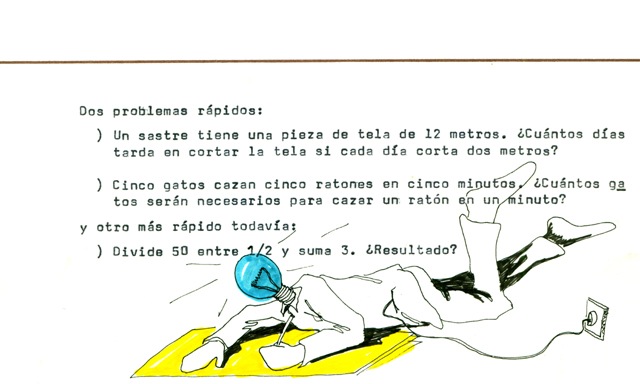 Dos problemas rápidos:
) Un sastre tiene una pieza de tela de 12 metros. ¿Cuántos días
tarda en cortar la tela si cada día corta dos metros?
) Cinco gatos cazan cinco ratones en cinco minutos. ¿Cuántos ga
tos serán necesarios para cazar un ratón en un minuto?
y otro más rápido todavía:
) Divide 50 entre 1/2 y suma 3. ¿Resultado?